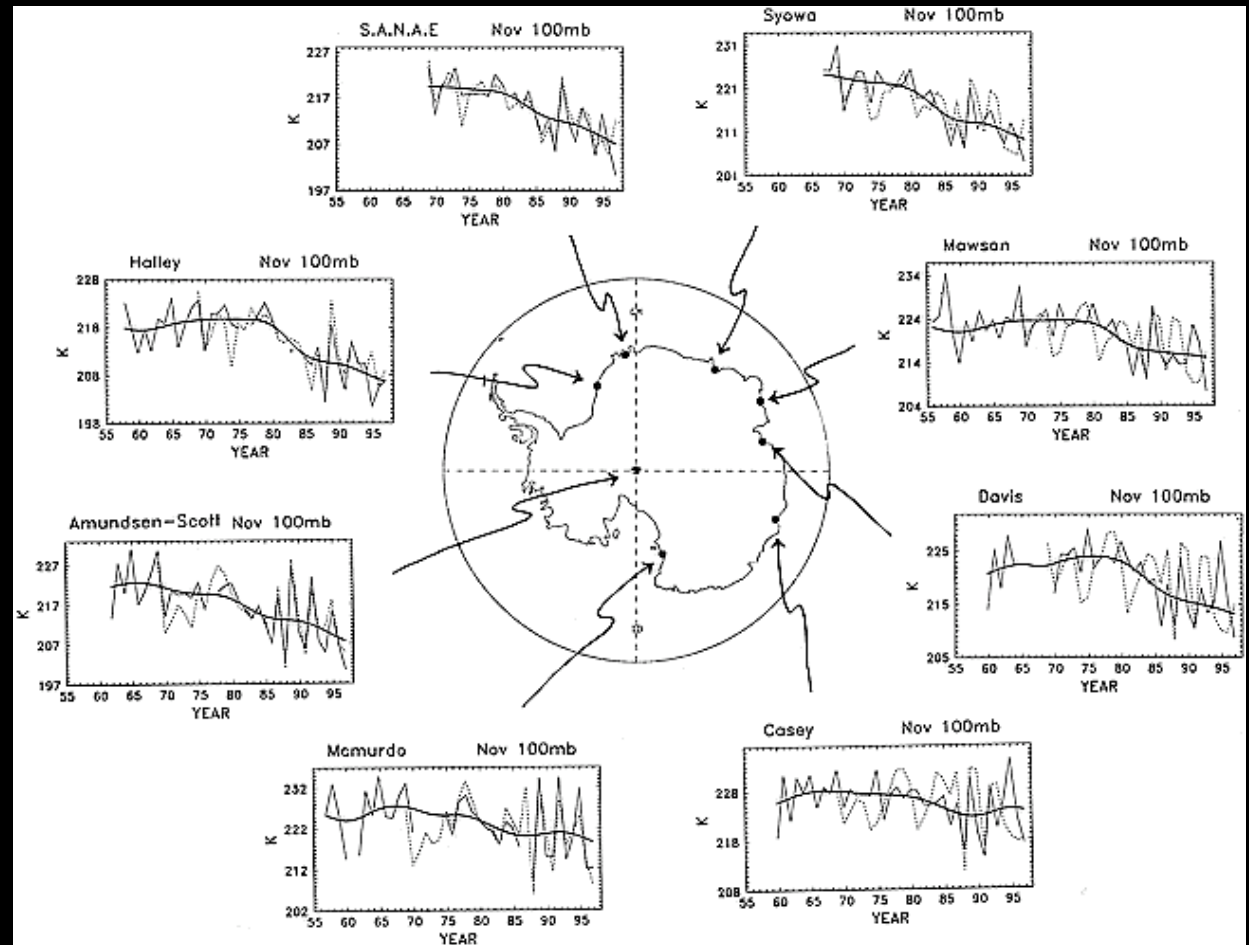 S.A.N.A.E Nov 100mb
227
217
207
197
K
55 60 65 70 75 80 85 90 95
YEAR
Syowa Nov 100mb
231
221
211
201
K
55 60 65 70 75 80 85 90 95
YEAR
Halley Nov 100mb
228
218
208
198
K
55 60 65 70 75 80 85 90 95
YEAR
Mawson Nov 100mb
234
224
214
204
K
55 60 65 70 75 80 85 90 95
YEAR
Amundsen-Scott Nov 100mb
227
217
207
197
K
55 60 65 70 75 80 85 90 95
YEAR
Davis Nov 100mb
225
215
205
K
55 60 65 70 75 80 85 90 95
YEAR
Mcmurdo Nov 100mb
232
222
212
202
K
55 60 65 70 75 80 85 90 95
YEAR
Casey Nov 100mb
228
218
208
K
55 60 65 70 75 80 85 90 95
YEAR